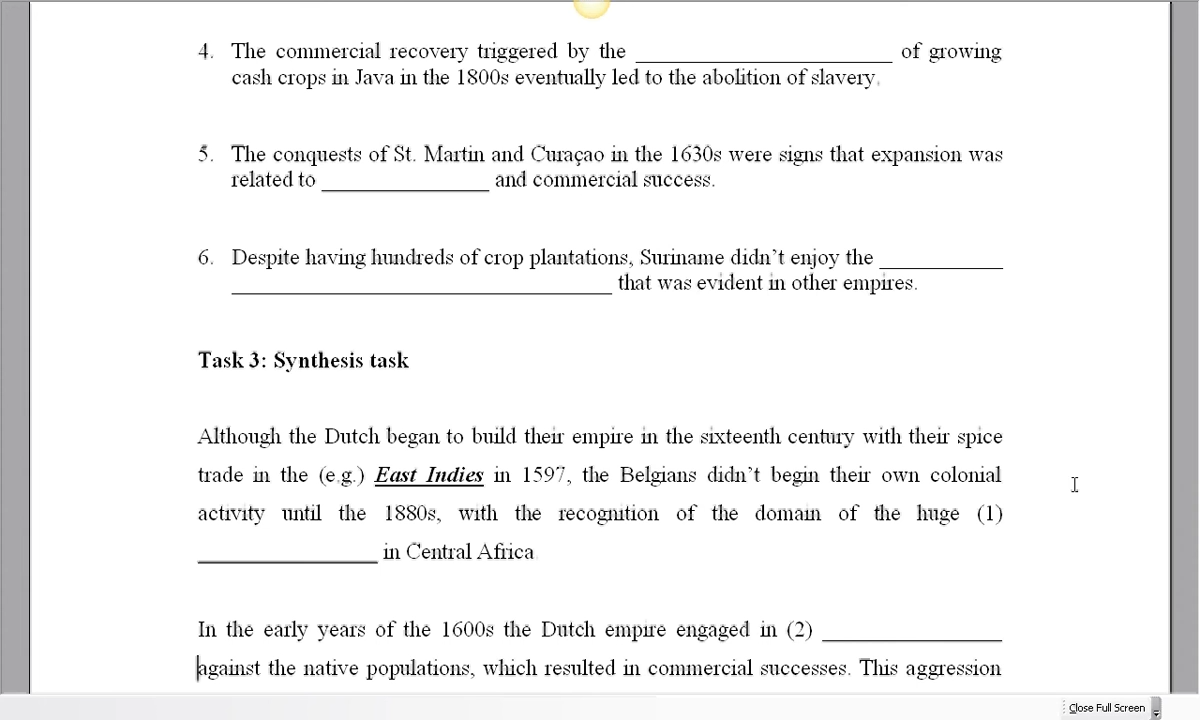 4. The commercial recovery triggered by the ______________________ of growing
cash crops in Java in the 1800s eventually led to the abolition of slavery.
5. The conquests of St. Martin and Curaçao in the 1630s were signs that expansion was
related to ______________ and commercial success.
6. Despite having hundreds of crop plantations, Suriname didn't enjoy the __________
________________________________ that was evident in other empires.
Task 3: Synthesis task
Although the Dutch began to build their empire in the sixteenth century with their spice
trade in the (e.g.) East Indies in 1597, the Belgians didn't begin their own colonial
activity until the 1880s, with the recognition of the domain of the huge (1)
_______________ in Central Africa
In the early years of the 1600s the Dutch empire engaged in (2) _______________
against the native populations, which resulted in commercial successes. This aggression
Close Full Screen